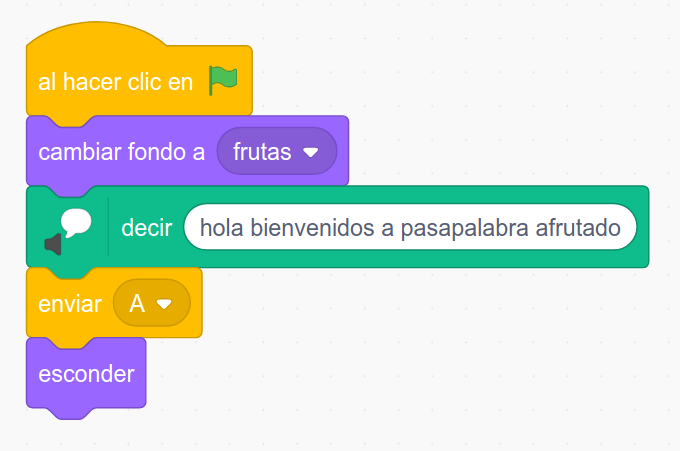 al hacer clic en
cambiar fondo a frutas
decir hola bienvenidos a pasapalabra afrutado
enviar A
esconder